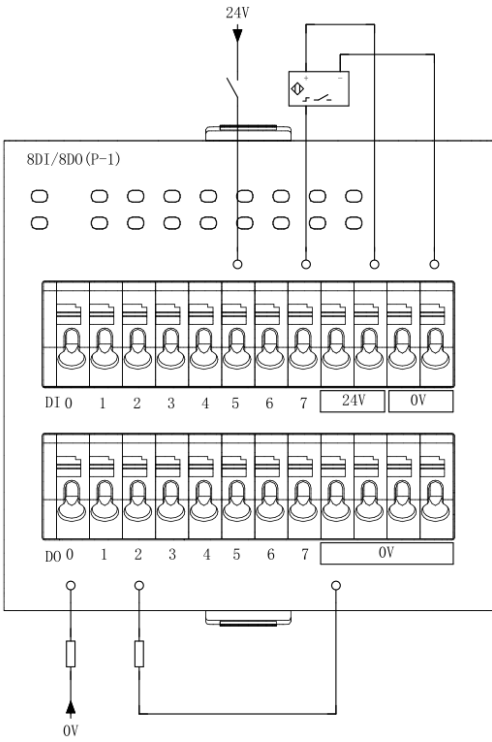 24V
+ -
8DI/8DO(P-1)
DI 0 1 2 3 4 5 6 7 24V 0V
DO 0 1 2 3 4 5 6 7 0V
0V